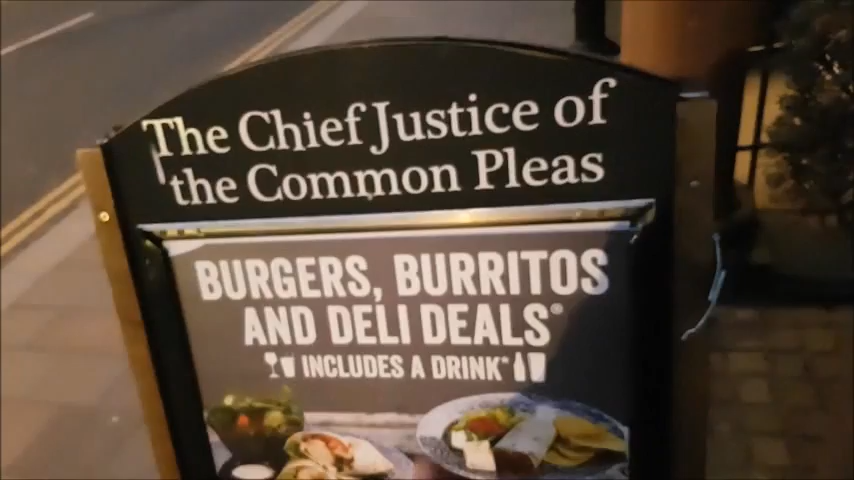 The Chief Justice of
the Common Pleas
BURGERS, BURRITOS
AND DELI DEALS*
INCLUDES A DRINK*